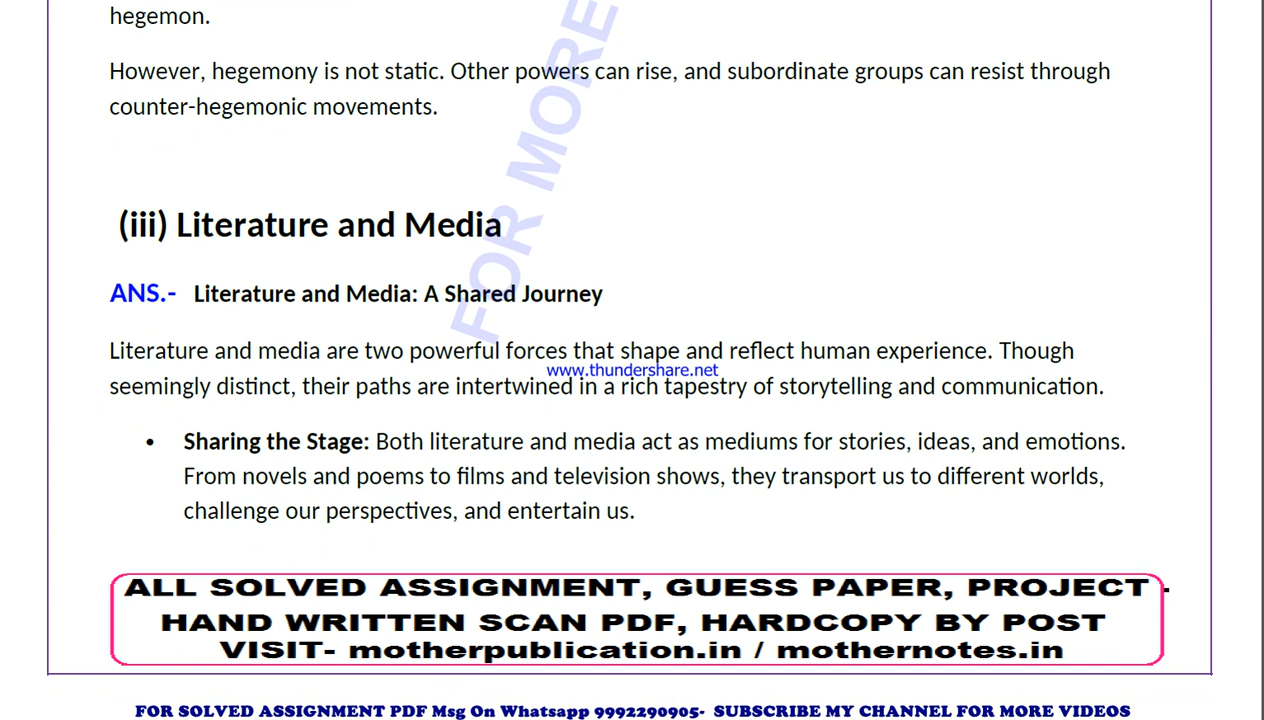 hegemon.
However, hegemony is not static. Other powers can rise, and subordinate groups can resist through
counter-hegemonic movements.
FOR MORE
(iii) Literature and Media
ANS.- Literature and Media: A Shared Journey
Literature and media are two powerful forces that shape and reflect human experience. Though
www.thundershare.net
seemingly distinct, their paths are intertwined in a rich tapestry of storytelling and communication.
• Sharing the Stage: Both literature and media act as mediums for stories, ideas, and emotions.
From novels and poems to films and television shows, they transport us to different worlds,
challenge our perspectives, and entertain us.
ALL SOLVED ASSIGNMENT, GUESS PAPER, PROJECT -
HAND WRITTEN SCAN PDF, HARDCOPY BY POST
VISIT- motherpublication.in / mothernotes.in
FOR SOLVED ASSIGNMENT PDF Msg On Whatsapp 9992290905- SUBSCRIBE MY CHANNEL FOR MORE VIDEOS